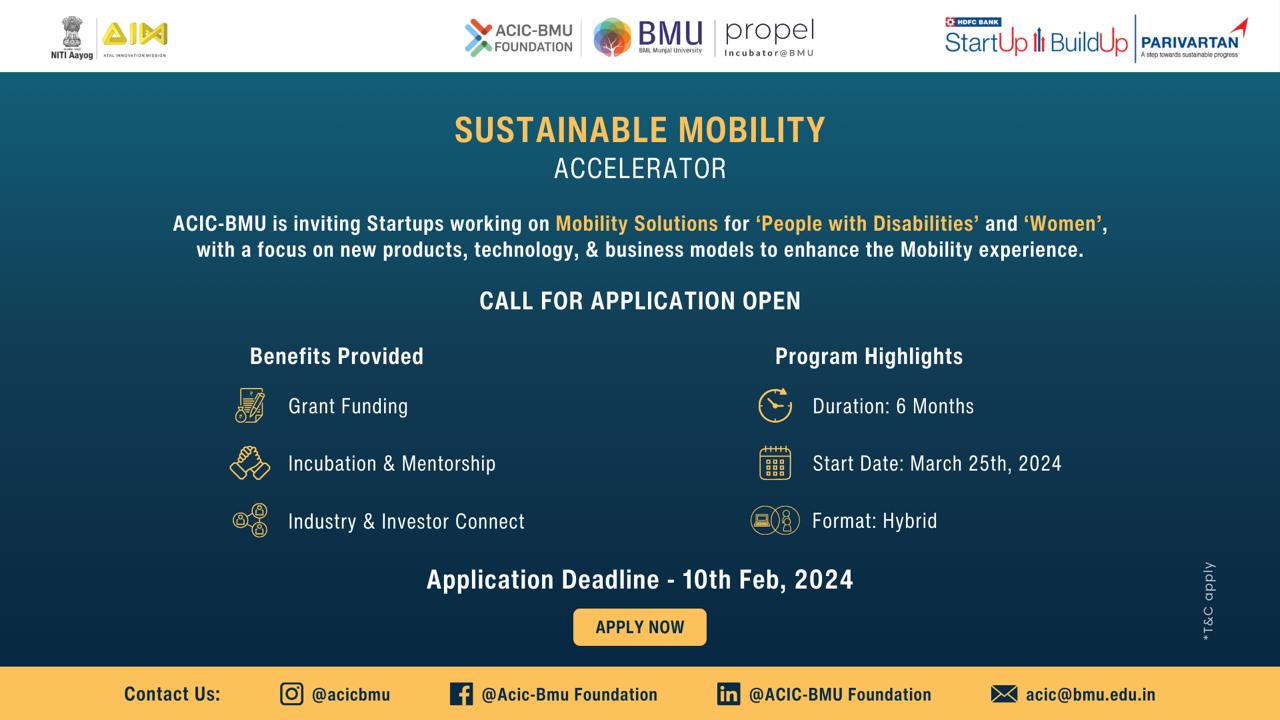 NITI Aayog
AIM
ATAL INNOVATION MISSION
ACIC-BMU
FOUNDATION
BMU
BML Munjal University
propel
Incubator@BMU
HDFC BANK
StartUp BuildUp
PARIVARTAN
A step towards sustainable progress
SUSTAINABLE MOBILITY
ACCELERATOR
ACIC-BMU is inviting Startups working on Mobility Solutions for ‘People with Disabilities’ and ‘Women’,
with a focus on new products, technology, & business models to enhance the Mobility experience.
CALL FOR APPLICATION OPEN
Benefits Provided
Grant Funding
Incubation & Mentorship
Industry & Investor Connect
Program Highlights
Duration: 6 Months
Start Date: March 25th, 2024
Format: Hybrid
Application Deadline - 10th Feb, 2024
APPLY NOW
*T&C apply
Contact Us: @acicbmu @Acic-Bmu Foundation @ACIC-BMU Foundation acic@bmu.edu.in